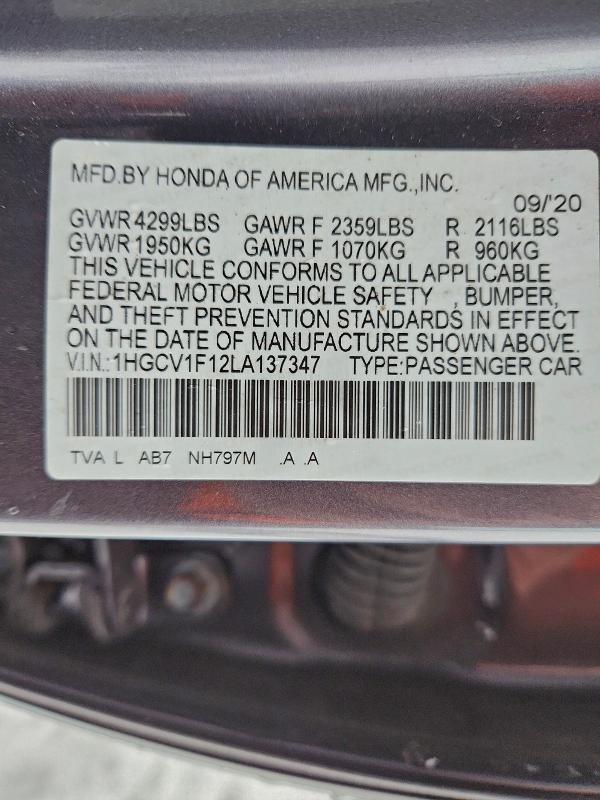 MFD.BY HONDA OF AMERICA MFG.,INC.
09/'20
GVWR 4299LBS GAWR F 2359LBS R 2116LBS
GVWR 1950KG GAWR F 1070KG R 960KG
THIS VEHICLE CONFORMS TO ALL APPLICABLE
FEDERAL MOTOR VEHICLE SAFETY , BUMPER,
AND THEFT PREVENTION STANDARDS IN EFFECT
ON THE DATE OF MANUFACTURE SHOWN ABOVE.
V.I.N.:1HGCV1F12LA137347 TYPE:PASSENGER CAR
TVA L AB7 NH797M .A .A